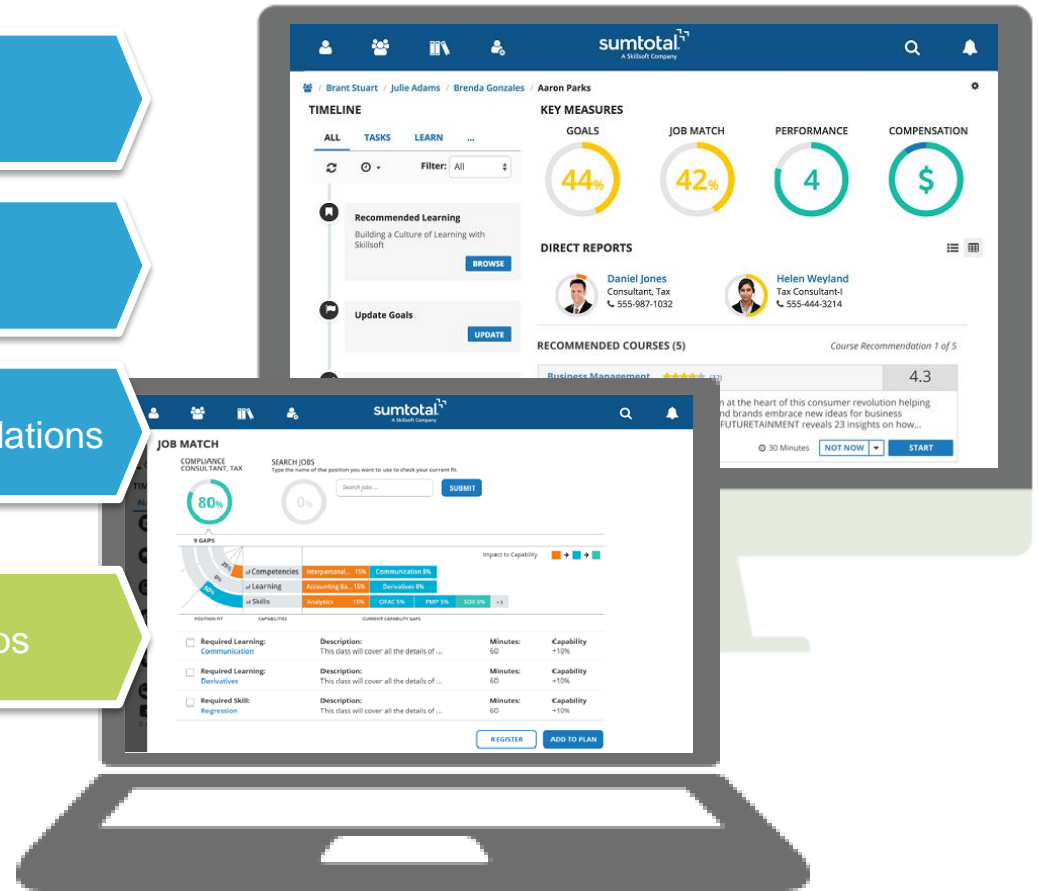 sumtotal
A Skillsoft Company
Brant Stuart / Julie Adams / Brenda Gonzales / Aaron Parks
TIMELINE
ALL TASKS LEARN ...
Filter: All
Recommended Learning
Building a Culture of Learning with
Skillsoft
BROWSE
Update Goals
UPDATE
KEY MEASURES
GOALS JOB MATCH PERFORMANCE COMPENSATION
44% 42% 4 $
DIRECT REPORTS
Daniel Jones
Consultant, Tax
555-987-1032
Helen Weyland
Tax Consultant-I
555-444-3214
RECOMMENDED COURSES (5) Course Recommendation 1 of 5
Business Management (32) 4.3
at the heart of this consumer revolution helping
nd brands embrace new ideas for business
FUTURETAINMENT reveals 23 insights on how...
30 Minutes NOT NOW START
lations
ps
sumtotal
A Skillsoft Company
JOB MATCH
COMPLIANCE
CONSULTANT, TAX
80%
SEARCH JOBS
Type the name of the position you want to use to check your current fit.
0% Search jobs ... SUBMIT
9 GAPS
Impact to Capability
25% of Competencies Interpersonal... 15% Communication 8%
0% of Learning Accounting Ba... 15% Derivatives 8%
60% of Skills Analytics 15% OFAC 5% PMP 5% SOX 6% +3
POSITION FIT CAPABILITIES CURRENT CAPABILITY GAPS
Required Learning: Description: Minutes: Capability
Communication This class will cover all the details of ... 60 +10%
Required Learning: Description: Minutes: Capability
Derivatives This class will cover all the details of ... 60 +10%
Required Skill: Description: Minutes: Capability
Regression This class will cover all the details of ... 60 +10%
REGISTER ADD TO PLAN